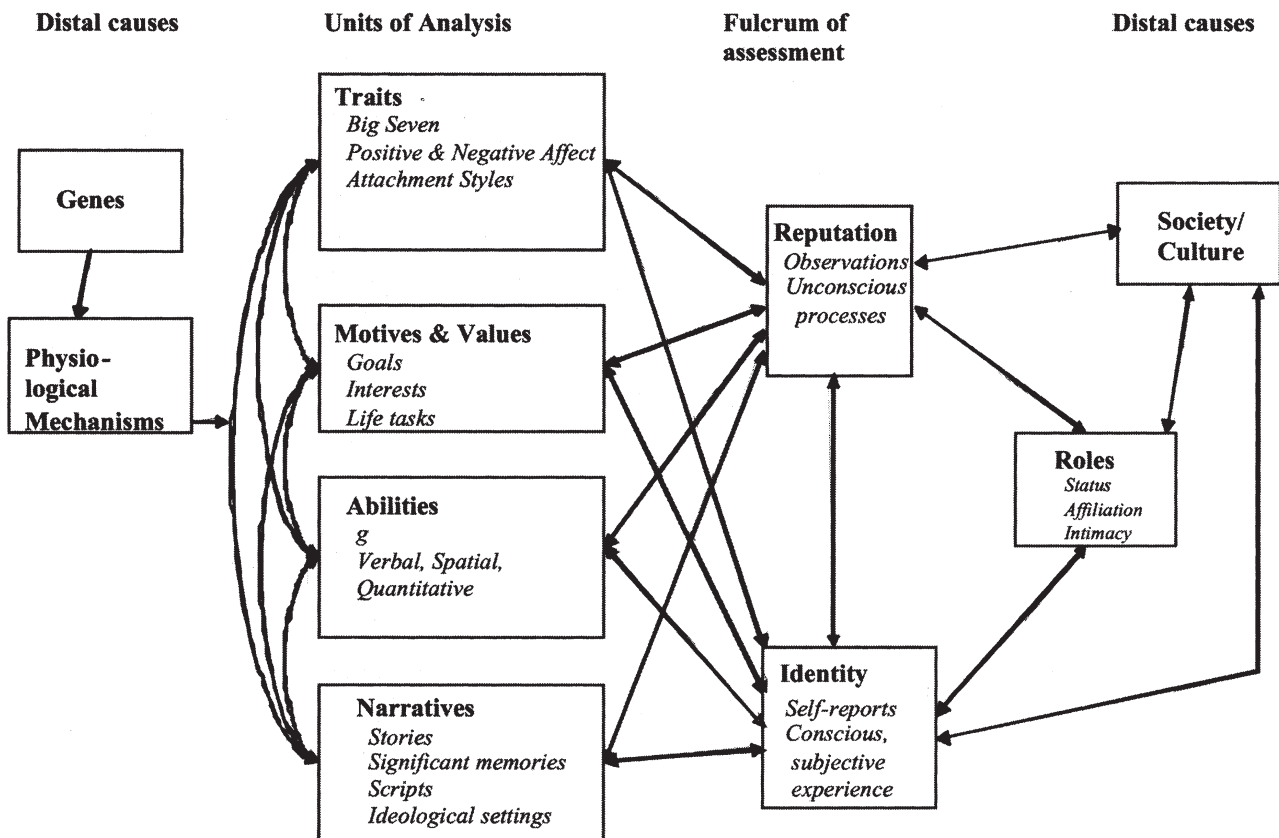 Distal causes
Units of Analysis
Fulcrum of
assessment
Distal causes
Genes
Physio-
logical
Mechanisms
Traits
Big Seven
Positive & Negative Affect
Attachment Styles
Motives & Values
Goals
Interests
Life tasks
Abilities
g
Verbal, Spatial,
Quantitative
Narratives
Stories
Significant memories
Scripts
Ideological settings
Reputation
Observations
Unconscious
processes
Identity
Self-reports
Conscious,
subjective
experience
Society/
Culture
Roles
Status
Affiliation
Intimacy